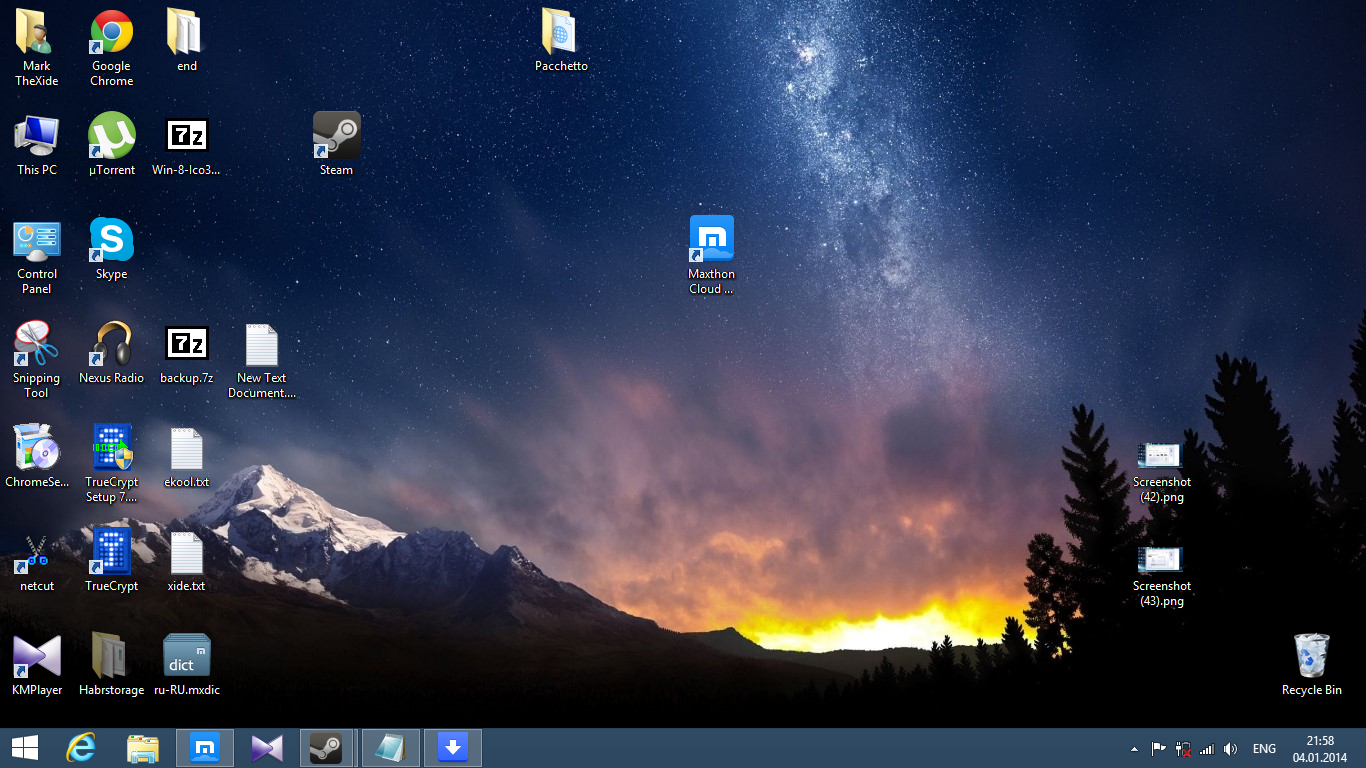 Mark
TheXide
Google
Chrome
end
Pacchetto
This PC
µTorrent
7z
Win-8-Ico3...
Steam
Control
Panel
Skype
Maxthon
Cloud ...
Snipping
Tool
Nexus Radio
7z
backup.7z
New Text
Document....
ChromeSe...
TrueCrypt
Setup 7....
ekool.txt
Screenshot
(42).png
netcut
TrueCrypt
xide.txt
Screenshot
(43).png
KMPlayer
Habrstorage
dict
ru-RU.mxdic
Recycle Bin
ENG
21:58
04.01.2014